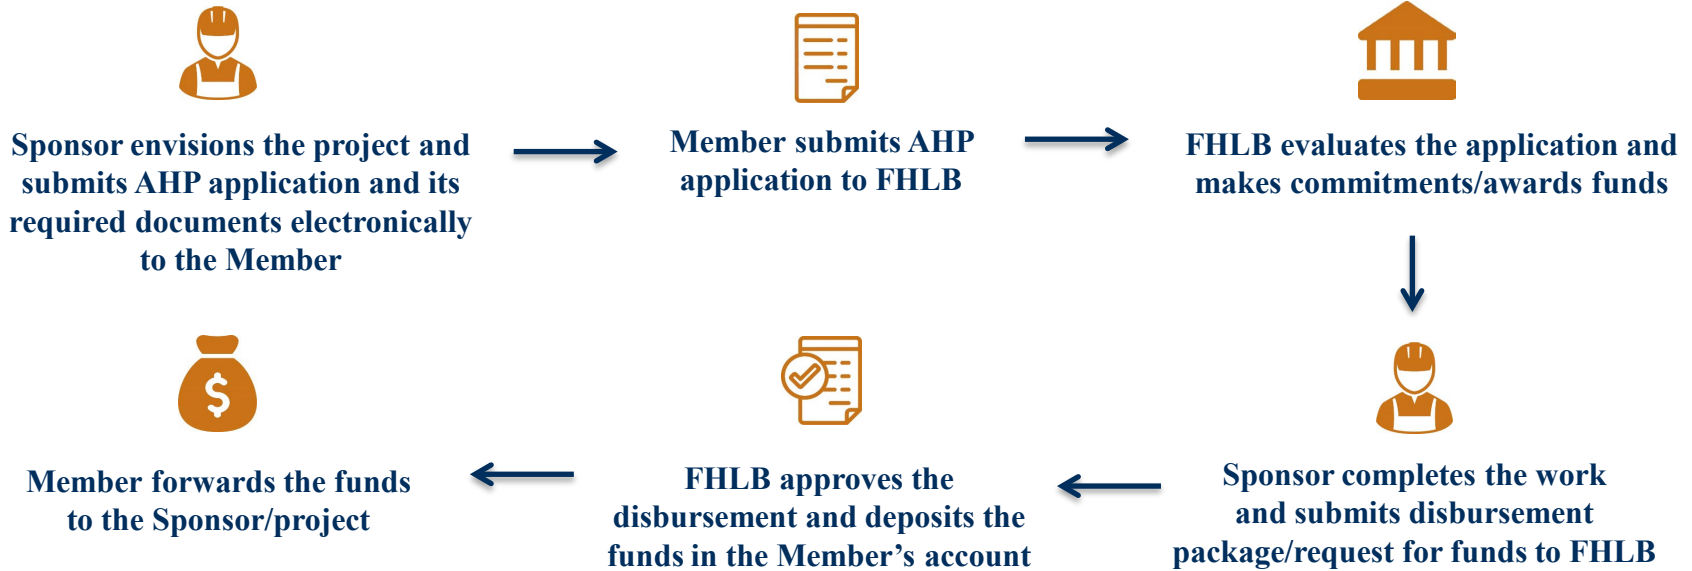 Sponsor envisions the project and
submits AHP application and its
required documents electronically
to the Member
Member submits AHP
application to FHLB
FHLB evaluates the application and
makes commitments/awards funds
Sponsor completes the work
and submits disbursement
package/request for funds to FHLB
FHLB approves the
disbursement and deposits the
funds in the Member’s account
$
Member forwards the funds
to the Sponsor/project